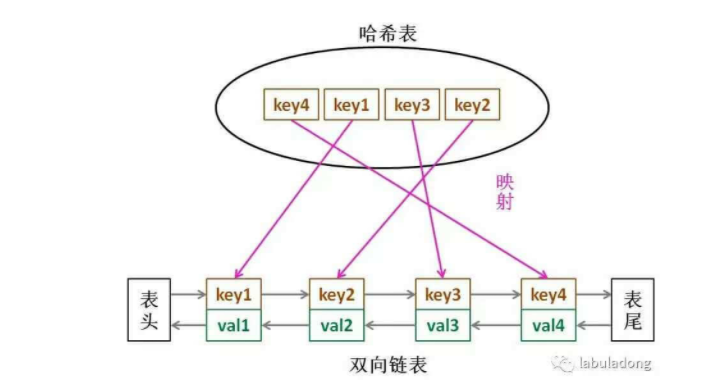 哈希表
key4 key1 key3 key2
映
射
表 key1 key2 key3 key4 表
头 val1 val2 val3 val4 尾
双向链表
labuladong